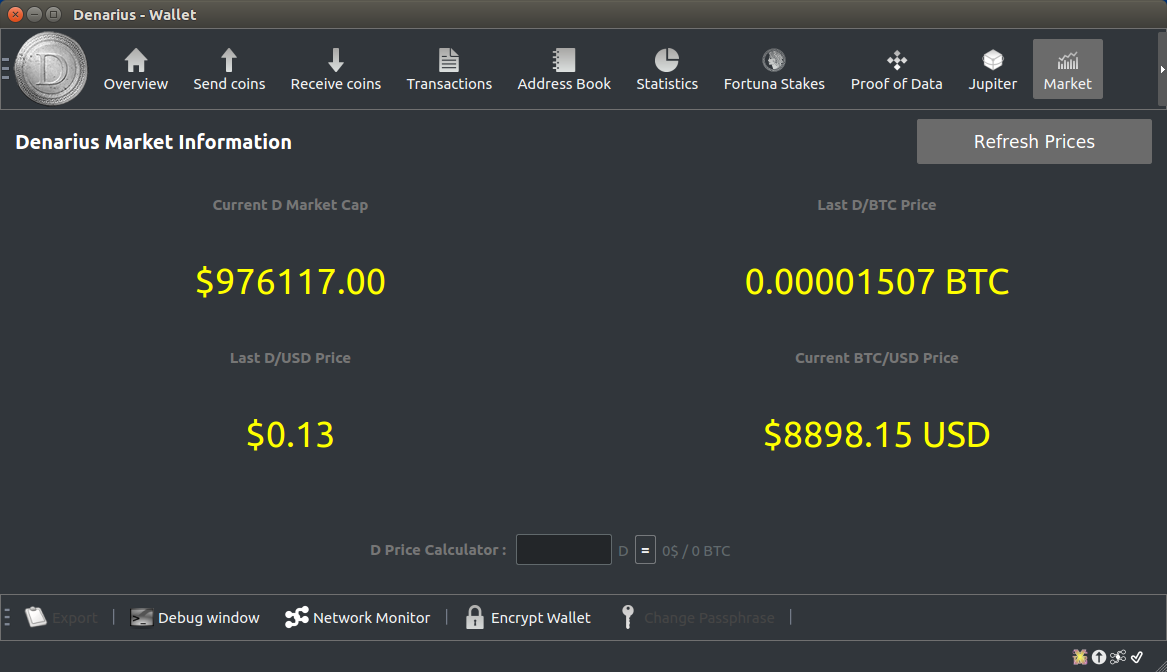 Denarius - Wallet
D
Overview
Send coins
Receive coins
Transactions
Address Book
Statistics
Fortuna Stakes
Proof of Data
Jupiter
Market
Denarius Market Information
Refresh Prices
Current D Market Cap
Last D/BTC Price
$976117.00
0.00001507 BTC
Last D/USD Price
Current BTC/USD Price
$0.13
$8898.15 USD
D Price Calculator : D = 0$ / 0 BTC
Export | Debug window Network Monitor | Encrypt Wallet Change Passphrase |